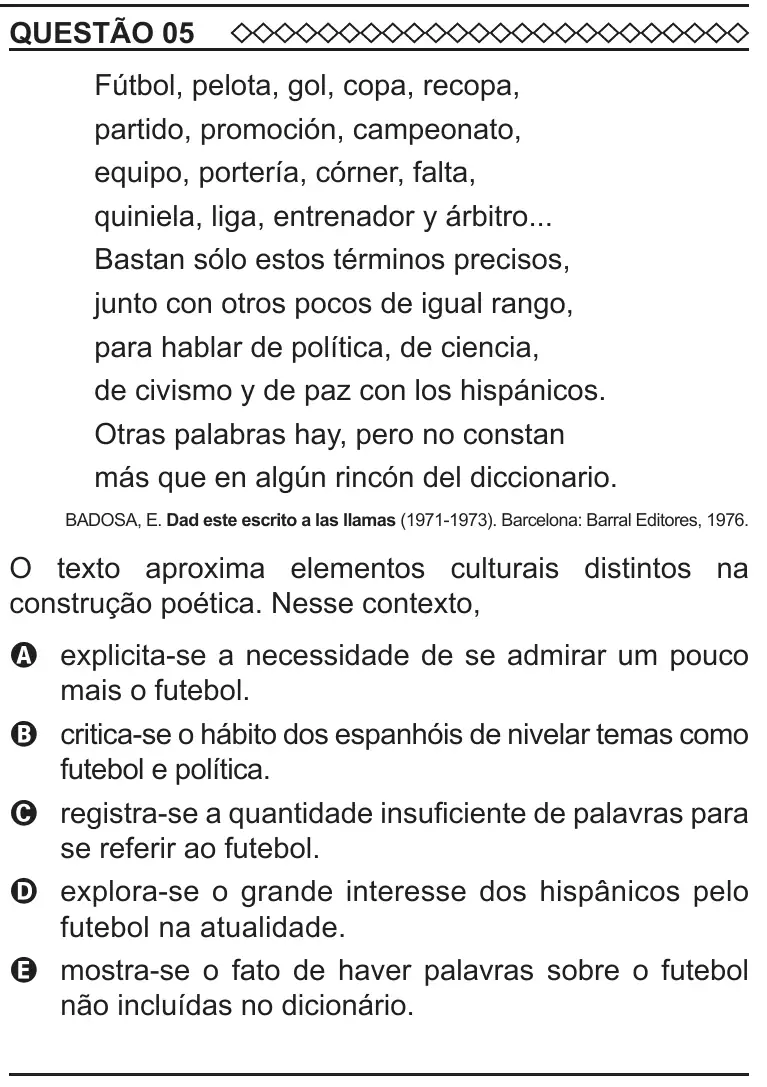 QUESTÃO 05
Fútbol, pelota, gol, copa, recopa,
partido, promoción, campeonato,
equipo, portería, córner, falta,
quiniela, liga, entrenador y árbitro...
Bastan sólo estos términos precisos,
junto con otros pocos de igual rango,
para hablar de política, de ciencia,
de civismo y de paz con los hispánicos.
Otras palabras hay, pero no constan
más que en algún rincón del diccionario.
BADOSA, E. Dad este escrito a las llamas (1971-1973). Barcelona: Barral Editores, 1976.
O texto aproxima elementos culturais distintos na
construção poética. Nesse contexto,
A explicita-se a necessidade de se admirar um pouco
mais o futebol.
B critica-se o hábito dos espanhóis de nivelar temas como
futebol e política.
C registra-se a quantidade insuficiente de palavras para
se referir ao futebol.
D explora-se o grande interesse dos hispânicos pelo
futebol na atualidade.
E mostra-se o fato de haver palavras sobre o futebol
não incluídas no dicionário.